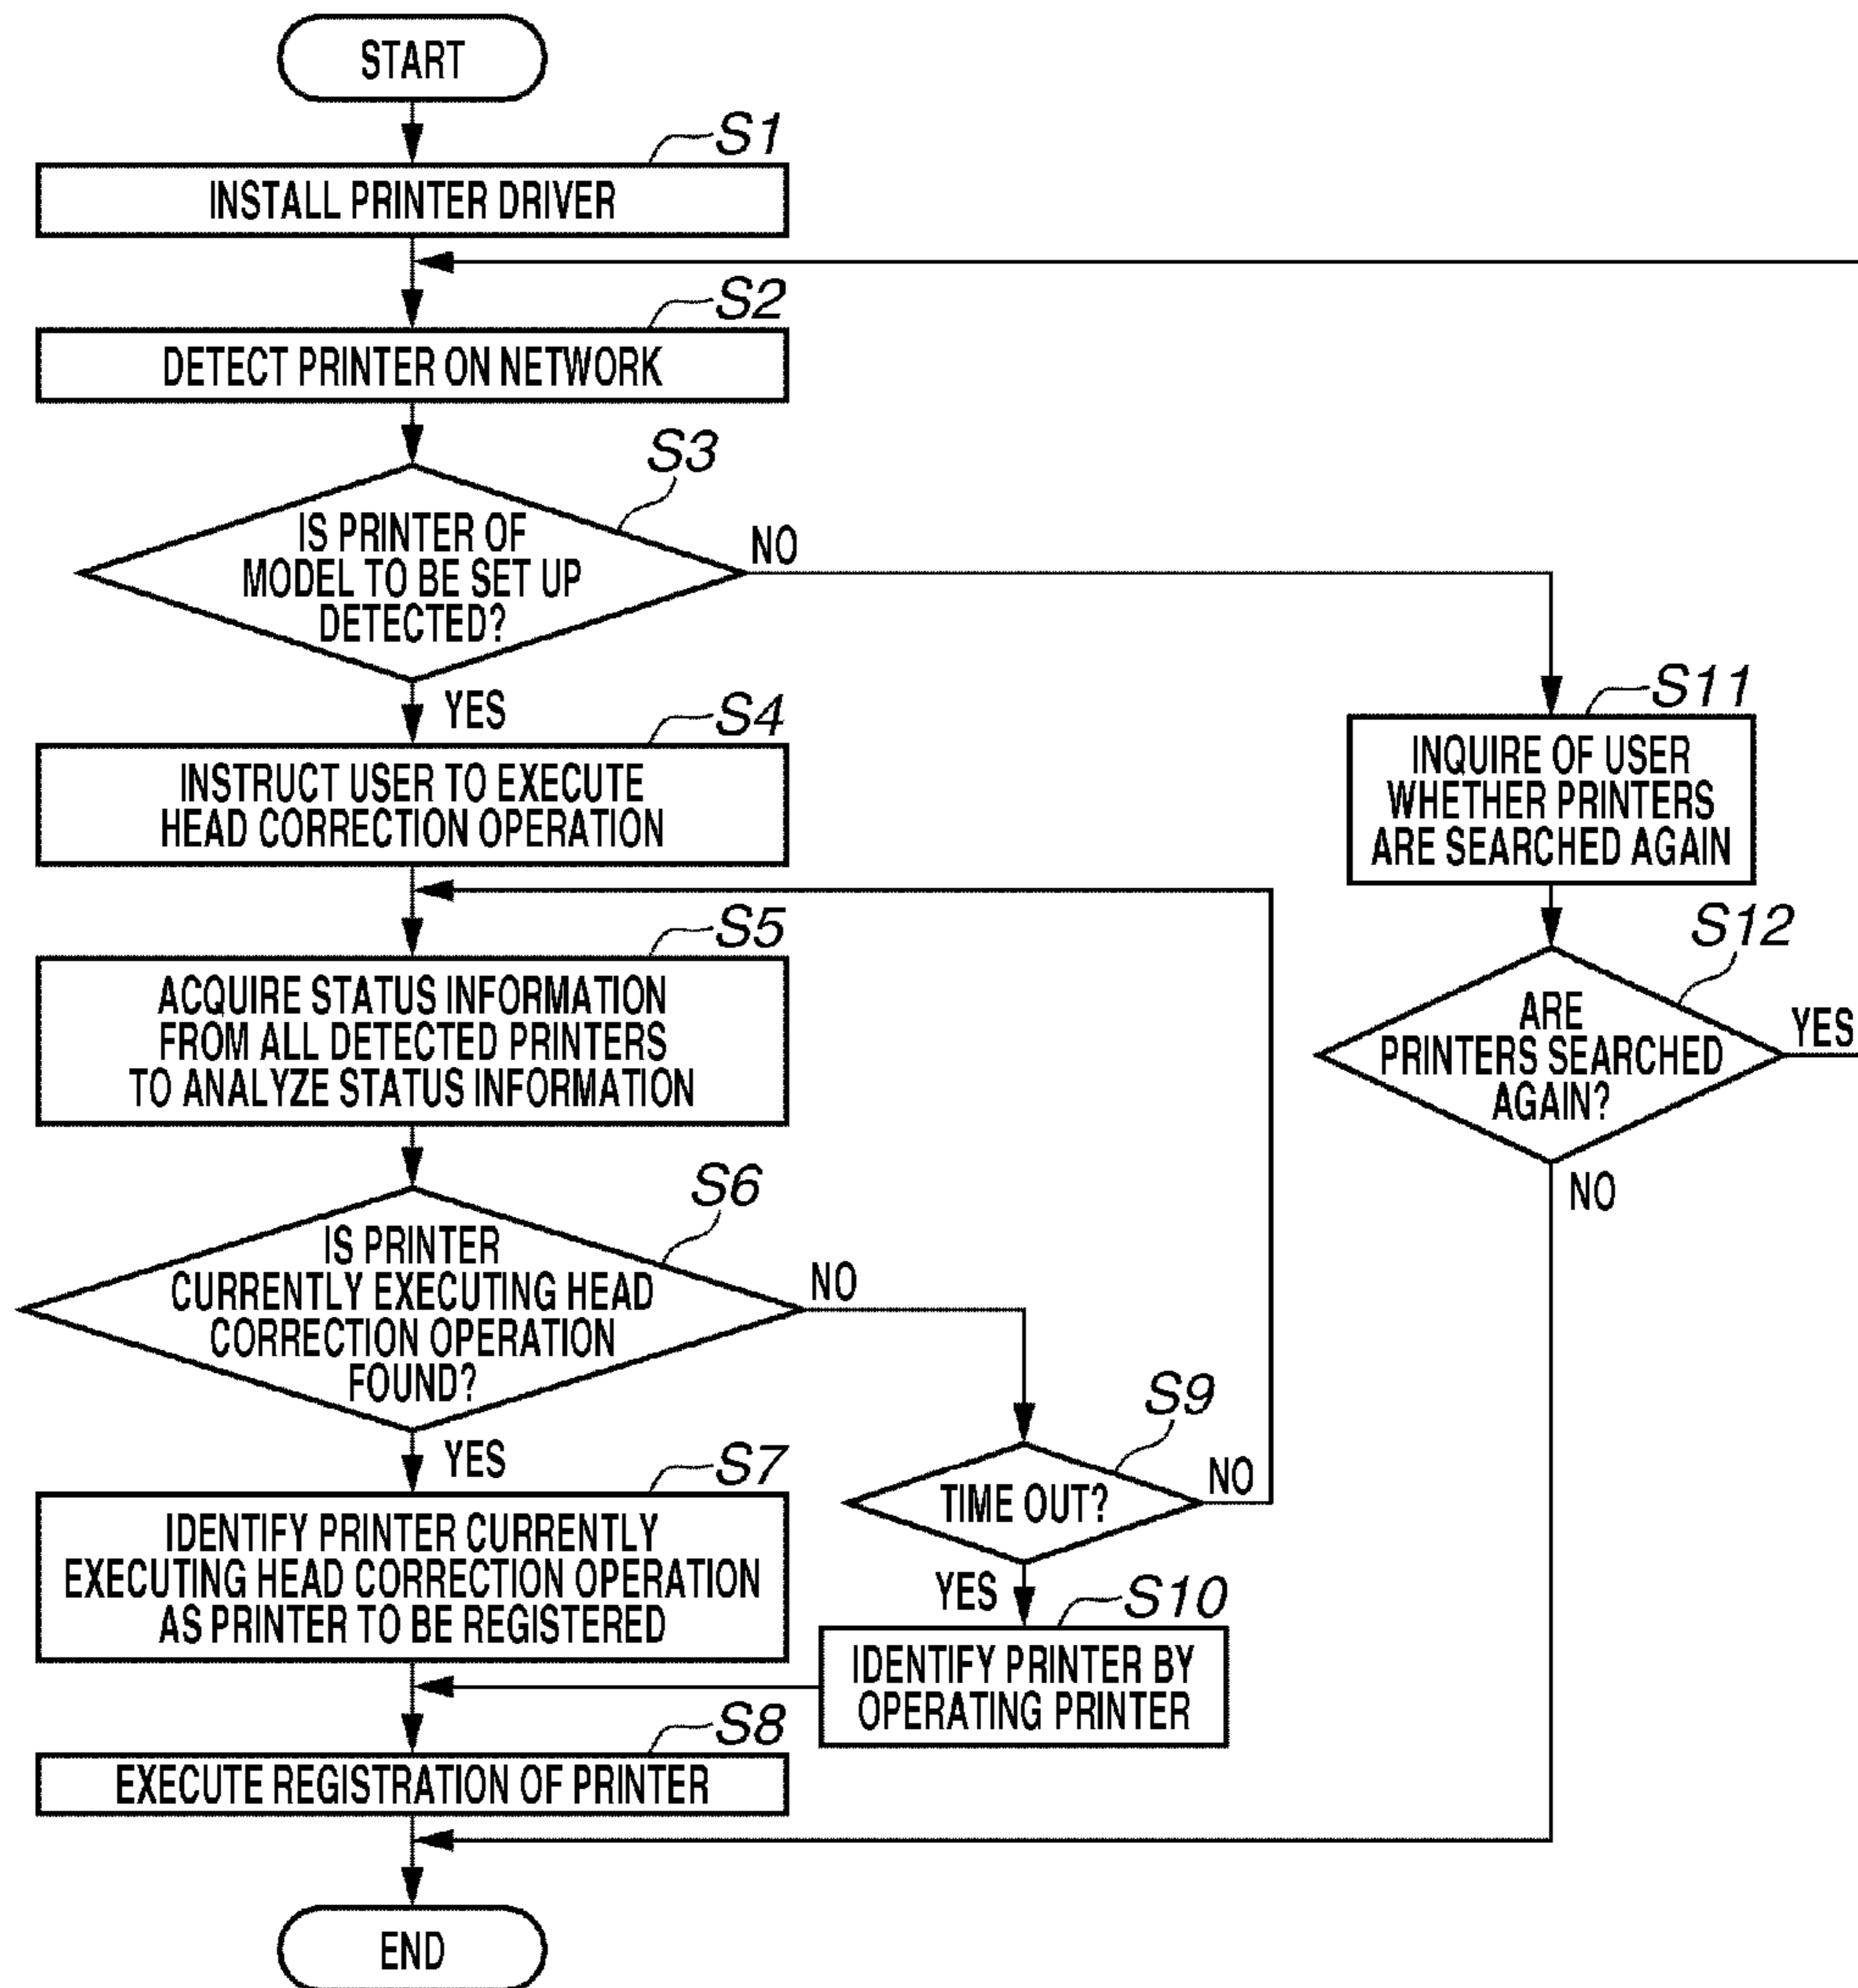 START
S1
INSTALL PRINTER DRIVER
S2
DETECT PRINTER ON NETWORK
S3
IS PRINTER OF
MODEL TO BE SET UP
DETECTED?
NO
YES
S4
INSTRUCT USER TO EXECUTE
HEAD CORRECTION OPERATION
S11
INQUIRE OF USER
WHETHER PRINTERS
ARE SEARCHED AGAIN
S5
ACQUIRE STATUS INFORMATION
FROM ALL DETECTED PRINTERS
TO ANALYZE STATUS INFORMATION
S12
ARE
PRINTERS SEARCHED
AGAIN?
YES
NO
S6
IS PRINTER
CURRENTLY EXECUTING HEAD
CORRECTION OPERATION
FOUND?
NO
YES
S9
TIME OUT?
NO
YES
S7
IDENTIFY PRINTER CURRENTLY
EXECUTING HEAD CORRECTION OPERATION
AS PRINTER TO BE REGISTERED
S10
IDENTIFY PRINTER BY
OPERATING PRINTER
S8
EXECUTE REGISTRATION OF PRINTER
END